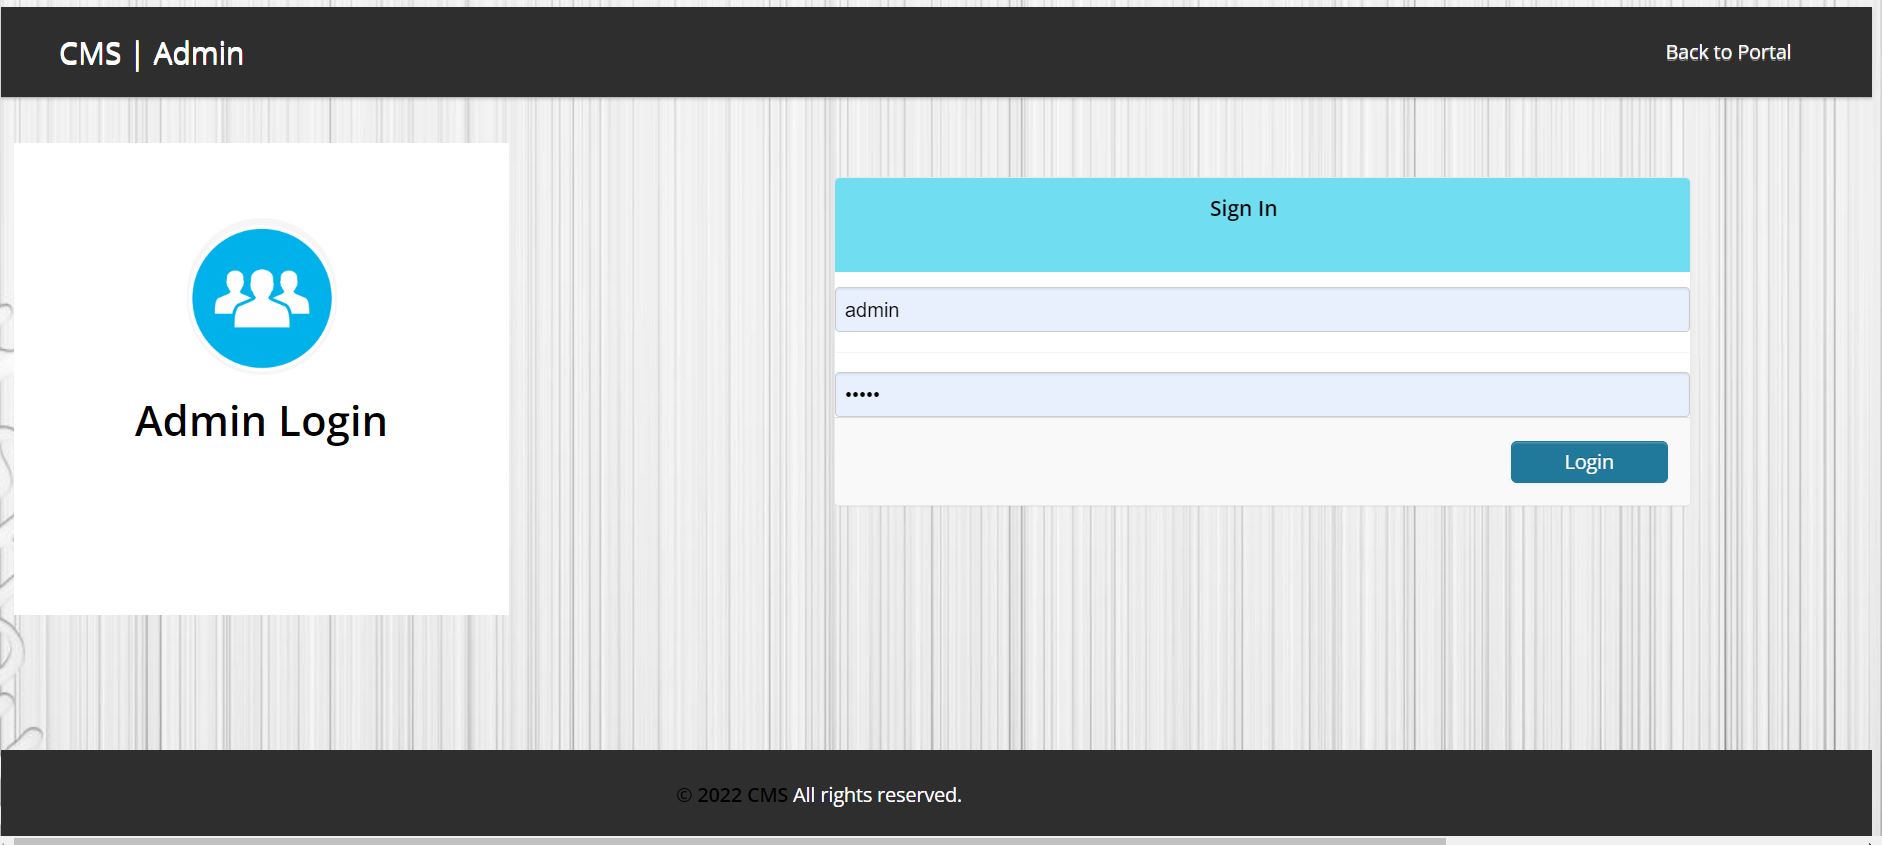 CMS | Admin
Back to Portal
Admin Login
Sign In
admin
•••••
Login
© 2022 CMS All rights reserved.